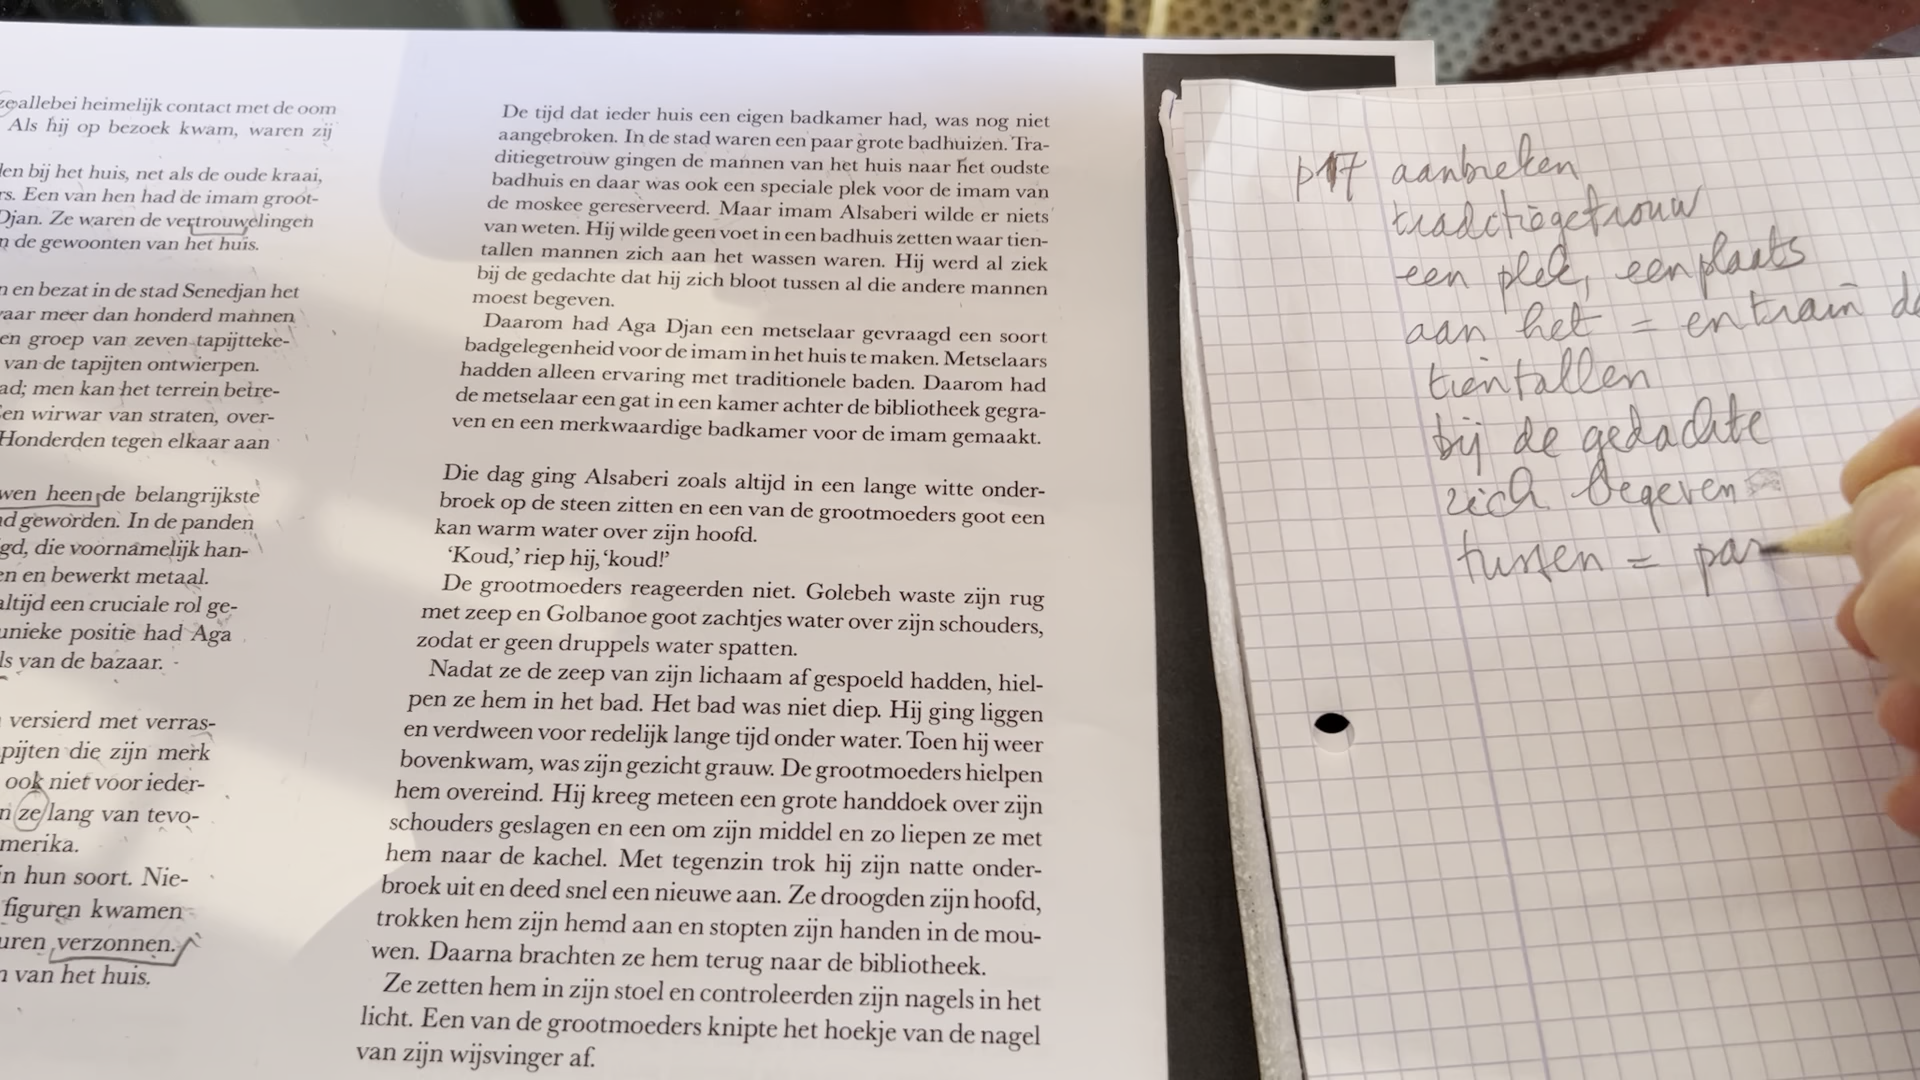 ze allebei heimelijk contact met de oom
Als hij op bezoek kwam, waren zij
bij het huis, net als de oude kraai,
Een van hen had de imam groot-
Djan. Ze waren de vertrouwelingen
de gewoonten van het huis.
en bezat in de stad Senedjan het
meer dan honderd mannen
en groep van zeven tapijtteke-
van de tapijten ontwierpen.
men kan het terrein betre-
en wirwar van straten, over-
Honderden tegen elkaar aan
heen de belangrijkste
geworden. In de panden
die voornamelijk han-
en bewerkt metaal.
altijd een cruciale rol ge-
unieke positie had Aga
van de bazaar.
versierd met verras-
die zijn merk
ook niet voor ieder-
ze lang van tevo-
merika.
in hun soort. Nie-
figuren kwamen
verzonnen.
van het huis.
De tijd dat ieder huis een eigen badkamer had, was nog niet
aangebroken. In de stad waren een paar grote badhuizen. Tra-
ditiegetrouw gingen de mannen van het huis naar het oudste
badhuis en daar was ook een speciale plek voor de imam van
de moskee gereserveerd. Maar imam Alsaberi wilde er niets
van weten. Hij wilde geen voet in een badhuis zetten waar tien-
tallen mannen zich aan het wassen waren. Hij werd al ziek
bij de gedachte dat hij zich bloot tussen al die andere mannen
moest begeven.
Daarom had Aga Djan een metselaar gevraagd een soort
badgelegenheid voor de imam in het huis te maken. Metselaars
hadden alleen ervaring met traditionele baden. Daarom had
de metselaar een gat in een kamer achter de bibliotheek gegra-
ven en een merkwaardige badkamer voor de imam gemaakt.
Die dag ging Alsaberi zoals altijd in een lange witte onder-
broek op de steen zitten en een van de grootmoeders goot een
kan warm water over zijn hoofd.
‘Koud,’ riep hij, ‘koud!’
De grootmoeders reageerden niet. Golebeh waste zijn rug
met zeep en Golbanoe goot zachtjes water over zijn schouders,
zodat er geen druppels water spatten.
Nadat ze de zeep van zijn lichaam af gespoeld hadden, hiel-
pen ze hem in het bad. Het bad was niet diep. Hij ging liggen
en verdween voor redelijk lange tijd onder water. Toen hij weer
bovenkwam, was zijn gezicht grauw. De grootmoeders hielpen
hem overeind. Hij kreeg meteen een grote handdoek over zijn
schouders geslagen en een om zijn middel en zo liepen ze met
hem naar de kachel. Met tegenzin trok hij zijn natte onder-
broek uit en deed snel een nieuwe aan. Ze droogden zijn hoofd,
trokken hem zijn hemd aan en stopten zijn handen in de mou-
wen. Daarna brachten ze hem terug naar de bibliotheek.
Ze zetten hem in zijn stoel en controleerden zijn nagels in het
licht. Een van de grootmoeders knipte het hoekje van de nagel
van zijn wijsvinger af.
p17 aanbreken
traditiegetrouw
een plek, een plaats
aan het = en train de
tientallen
bij de gedachte
zich begeven
tussen = par